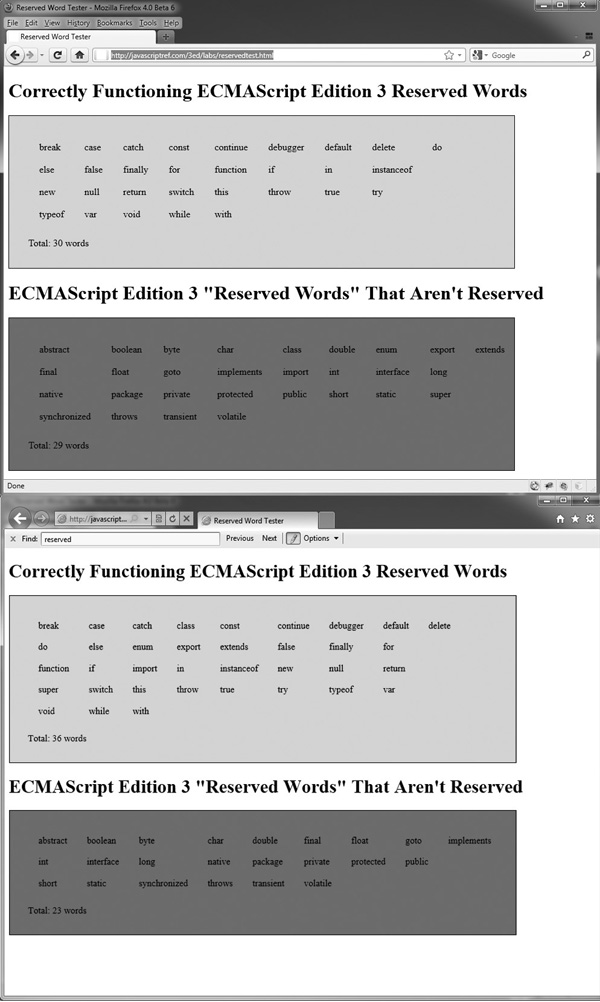 Reserved Word Tester - Mozilla Firefox 4.0 Beta 6
File Edit View History Bookmarks Tools Help
Reserved Word Tester
http://javascriptref.com/3ed/labs/reservedtest.html
Google
Correctly Functioning ECMAScript Edition 3 Reserved Words
break case catch const continue debugger default delete do
else false finally for function if in instanceof
new null return switch this throw true try
typeof var void while with
Total: 30 words
ECMAScript Edition 3 "Reserved Words" That Aren't Reserved
abstract boolean byte char class double enum export extends
final float goto implements import int interface long
native package private protected public short static super
synchronized throws transient volatile
Total: 29 words
Done
http://javascript...
Reserved Word Tester
X Find: reserved Previous Next Options
Correctly Functioning ECMAScript Edition 3 Reserved Words
break case catch class const continue debugger default delete
do else enum export extends false finally for
function if import in instanceof new null return
super switch this throw true try typeof var
void while with
Total: 36 words
ECMAScript Edition 3 "Reserved Words" That Aren't Reserved
abstract boolean byte char double final float goto implements
int interface long native package private protected public
short static synchronized throws transient volatile
Total: 23 words